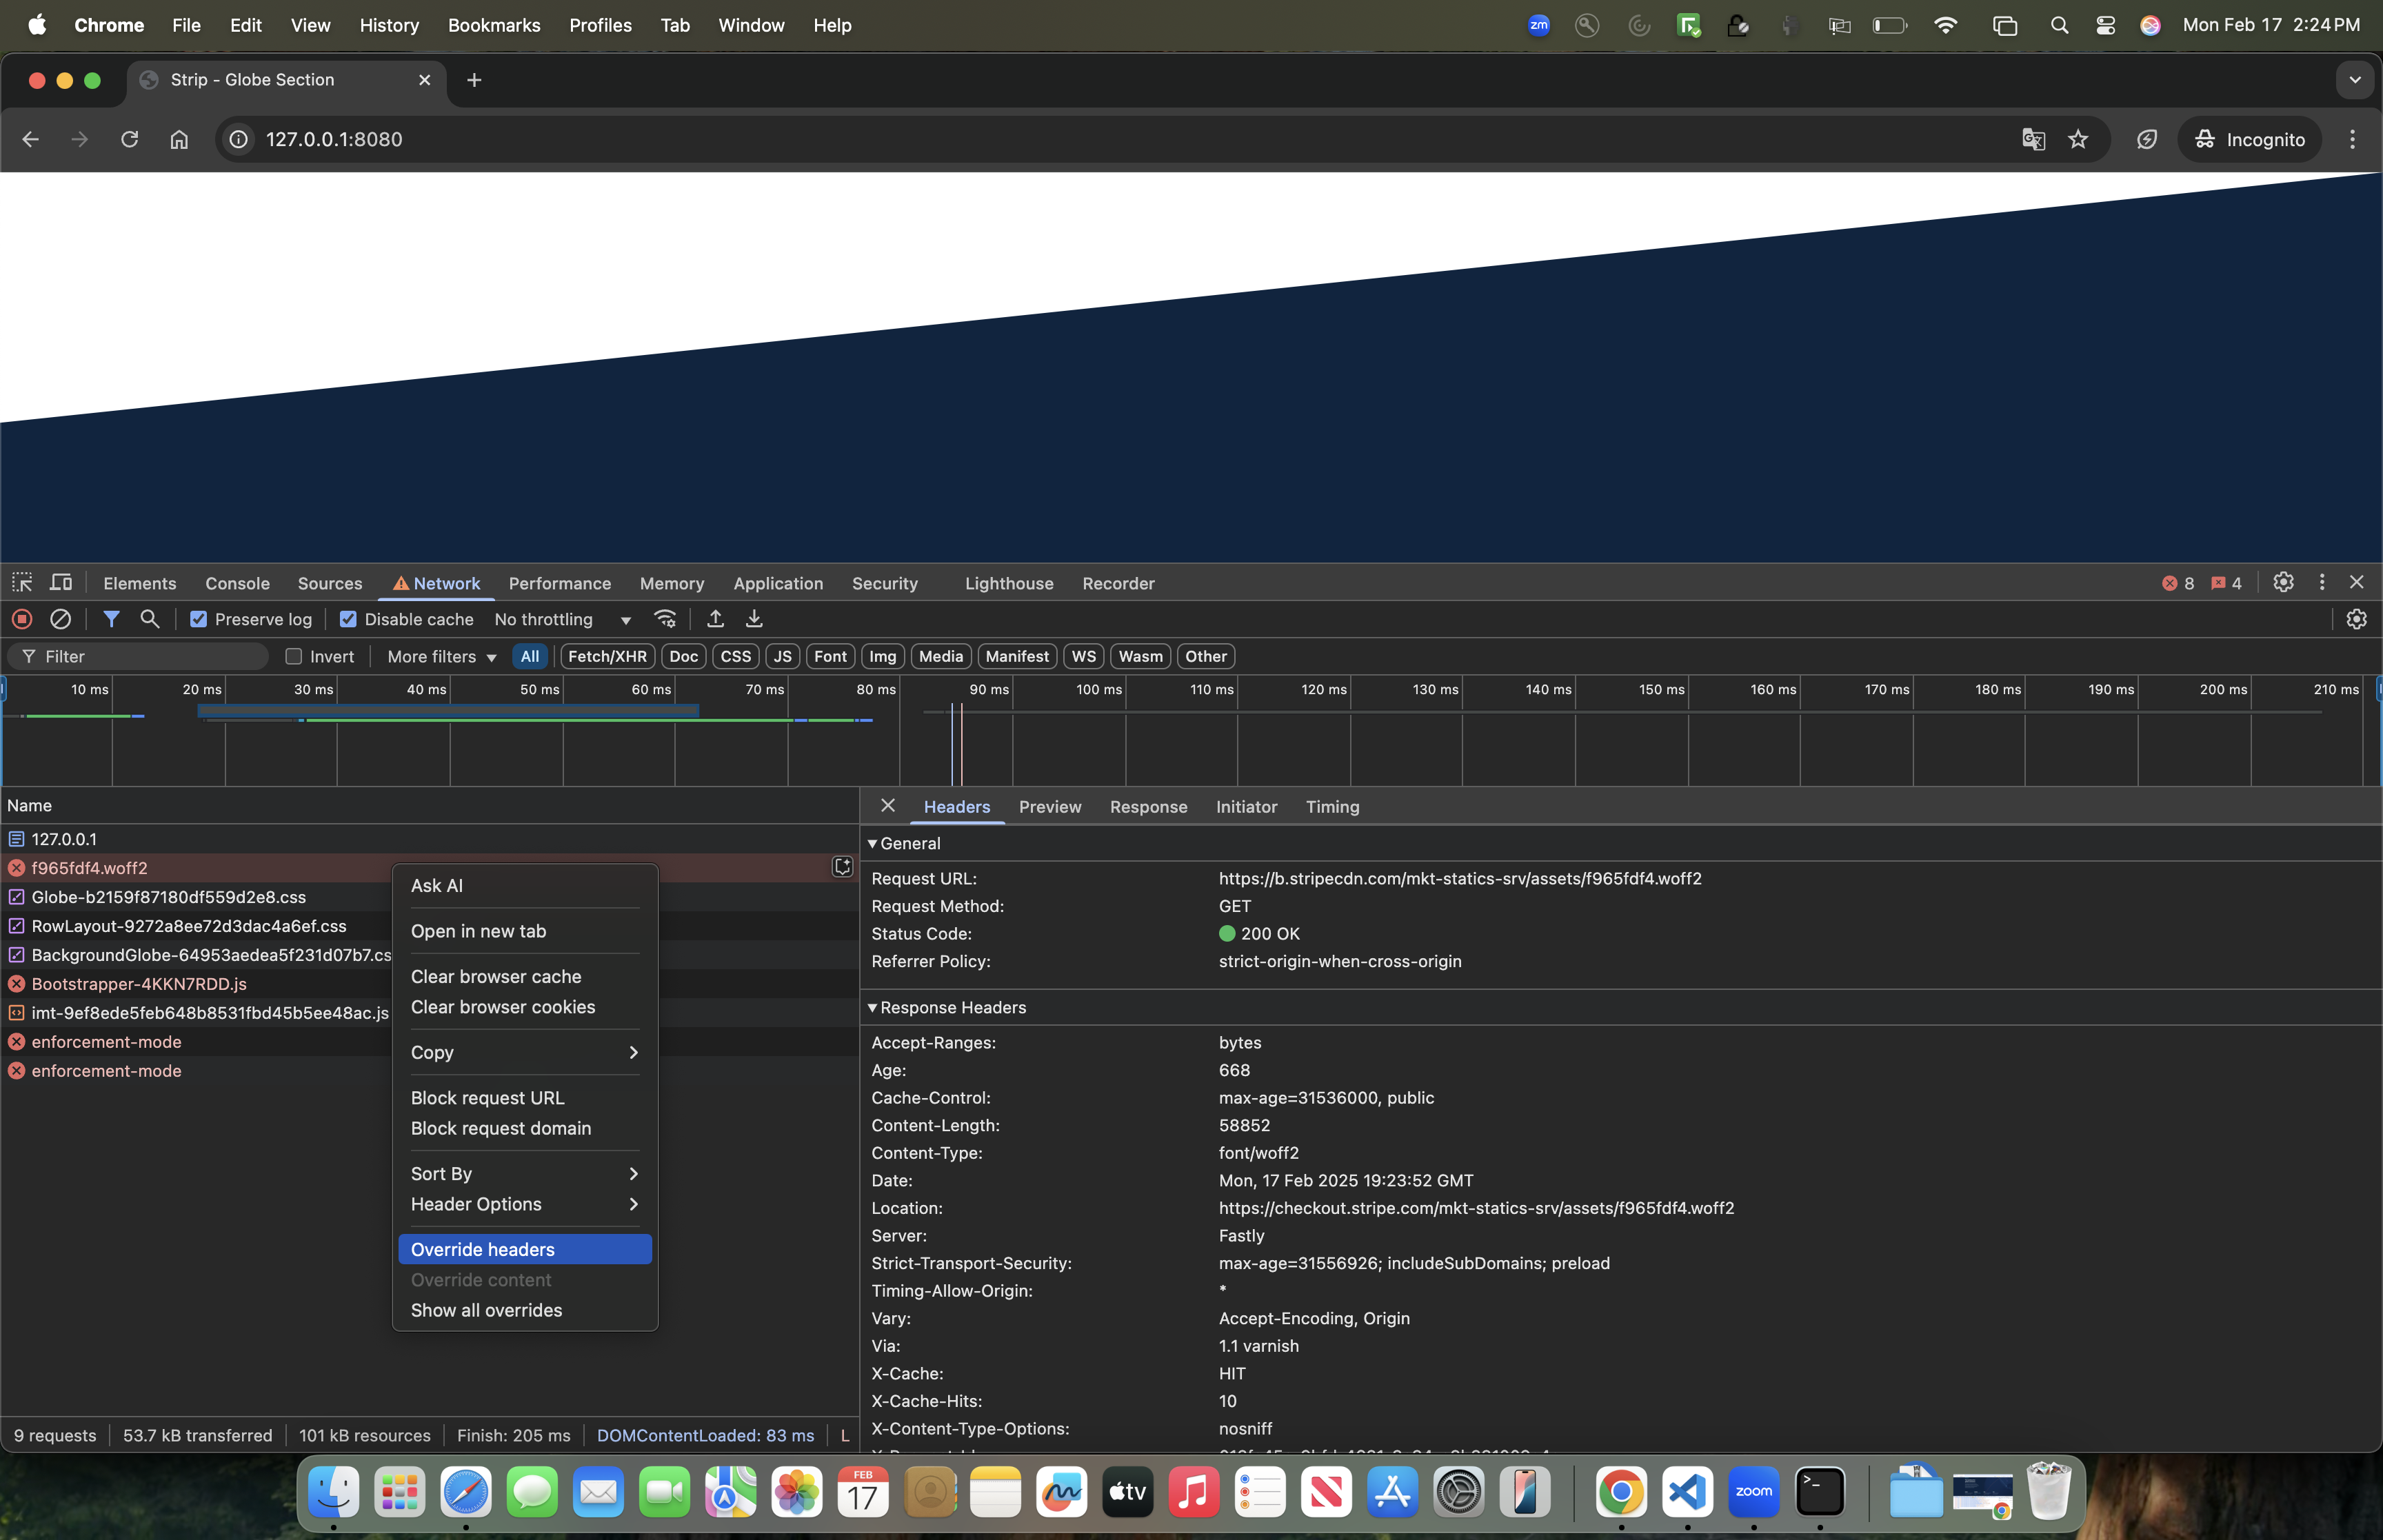 Chrome File Edit View History Bookmarks Profiles Tab Window Help zm Mon Feb 17 2:24 PM
Strip - Globe Section
127.0.0.1:8080 Incognito
Elements Console Sources Network Performance Memory Application Security Lighthouse Recorder 8 4
Preserve log Disable cache No throttling
Filter Invert More filters All Fetch/XHR Doc CSS JS Font Img Media Manifest WS Wasm Other
10 ms 20 ms 30 ms 40 ms 50 ms 60 ms 70 ms 80 ms 90 ms 100 ms 110 ms 120 ms 130 ms 140 ms 150 ms 160 ms 170 ms 180 ms 190 ms 200 ms 210 ms
Name
127.0.0.1
f965fdf4.woff2
Globe-b2159f87180df559d2e8.css
RowLayout-9272a8ee72d3dac4a6ef.css
BackgroundGlobe-64953aedea5f231d07b7.cs
Bootstrapper-4KKN7RDD.js
imt-9ef8ede5feb648b8531fbd45b5ee48ac.js
enforcement-mode
enforcement-mode
Ask AI
Open in new tab
Clear browser cache
Clear browser cookies
Copy
Block request URL
Block request domain
Sort By
Header Options
Override headers
Override content
Show all overrides
Headers Preview Response Initiator Timing
General
Request URL: https://b.stripecdn.com/mkt-statics-srv/assets/f965fdf4.woff2
Request Method: GET
Status Code: 200 OK
Referrer Policy: strict-origin-when-cross-origin
Response Headers
Accept-Ranges: bytes
Age: 668
Cache-Control: max-age=31536000, public
Content-Length: 58852
Content-Type: font/woff2
Date: Mon, 17 Feb 2025 19:23:52 GMT
Location: https://checkout.stripe.com/mkt-statics-srv/assets/f965fdf4.woff2
Server: Fastly
Strict-Transport-Security: max-age=31556926; includeSubDomains; preload
Timing-Allow-Origin: *
Vary: Accept-Encoding, Origin
Via: 1.1 varnish
X-Cache: HIT
X-Cache-Hits: 10
X-Content-Type-Options: nosniff
9 requests 53.7 kB transferred 101 kB resources Finish: 205 ms DOMContentLoaded: 83 ms L
FEB
17
tv
zoom